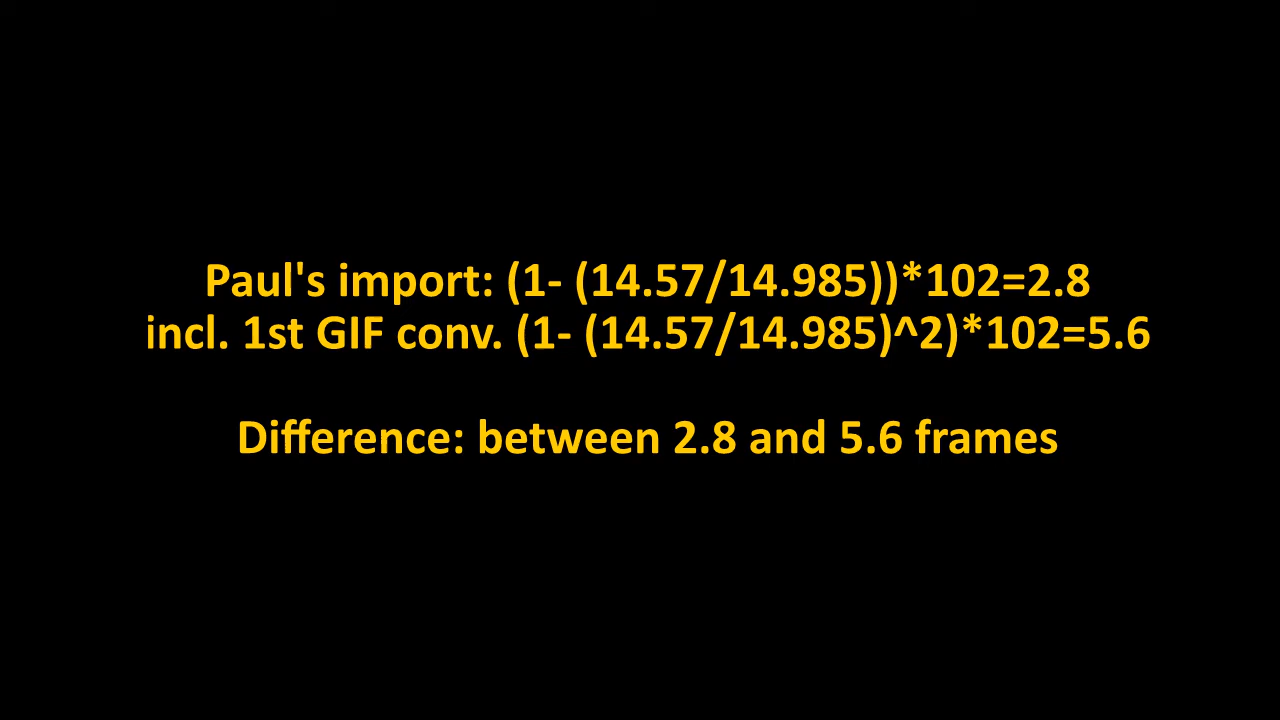 Paul's import: (1- (14.57/14.985))*102=2.8
incl. 1st GIF conv. (1- (14.57/14.985)^2)*102=5.6
Difference: between 2.8 and 5.6 frames